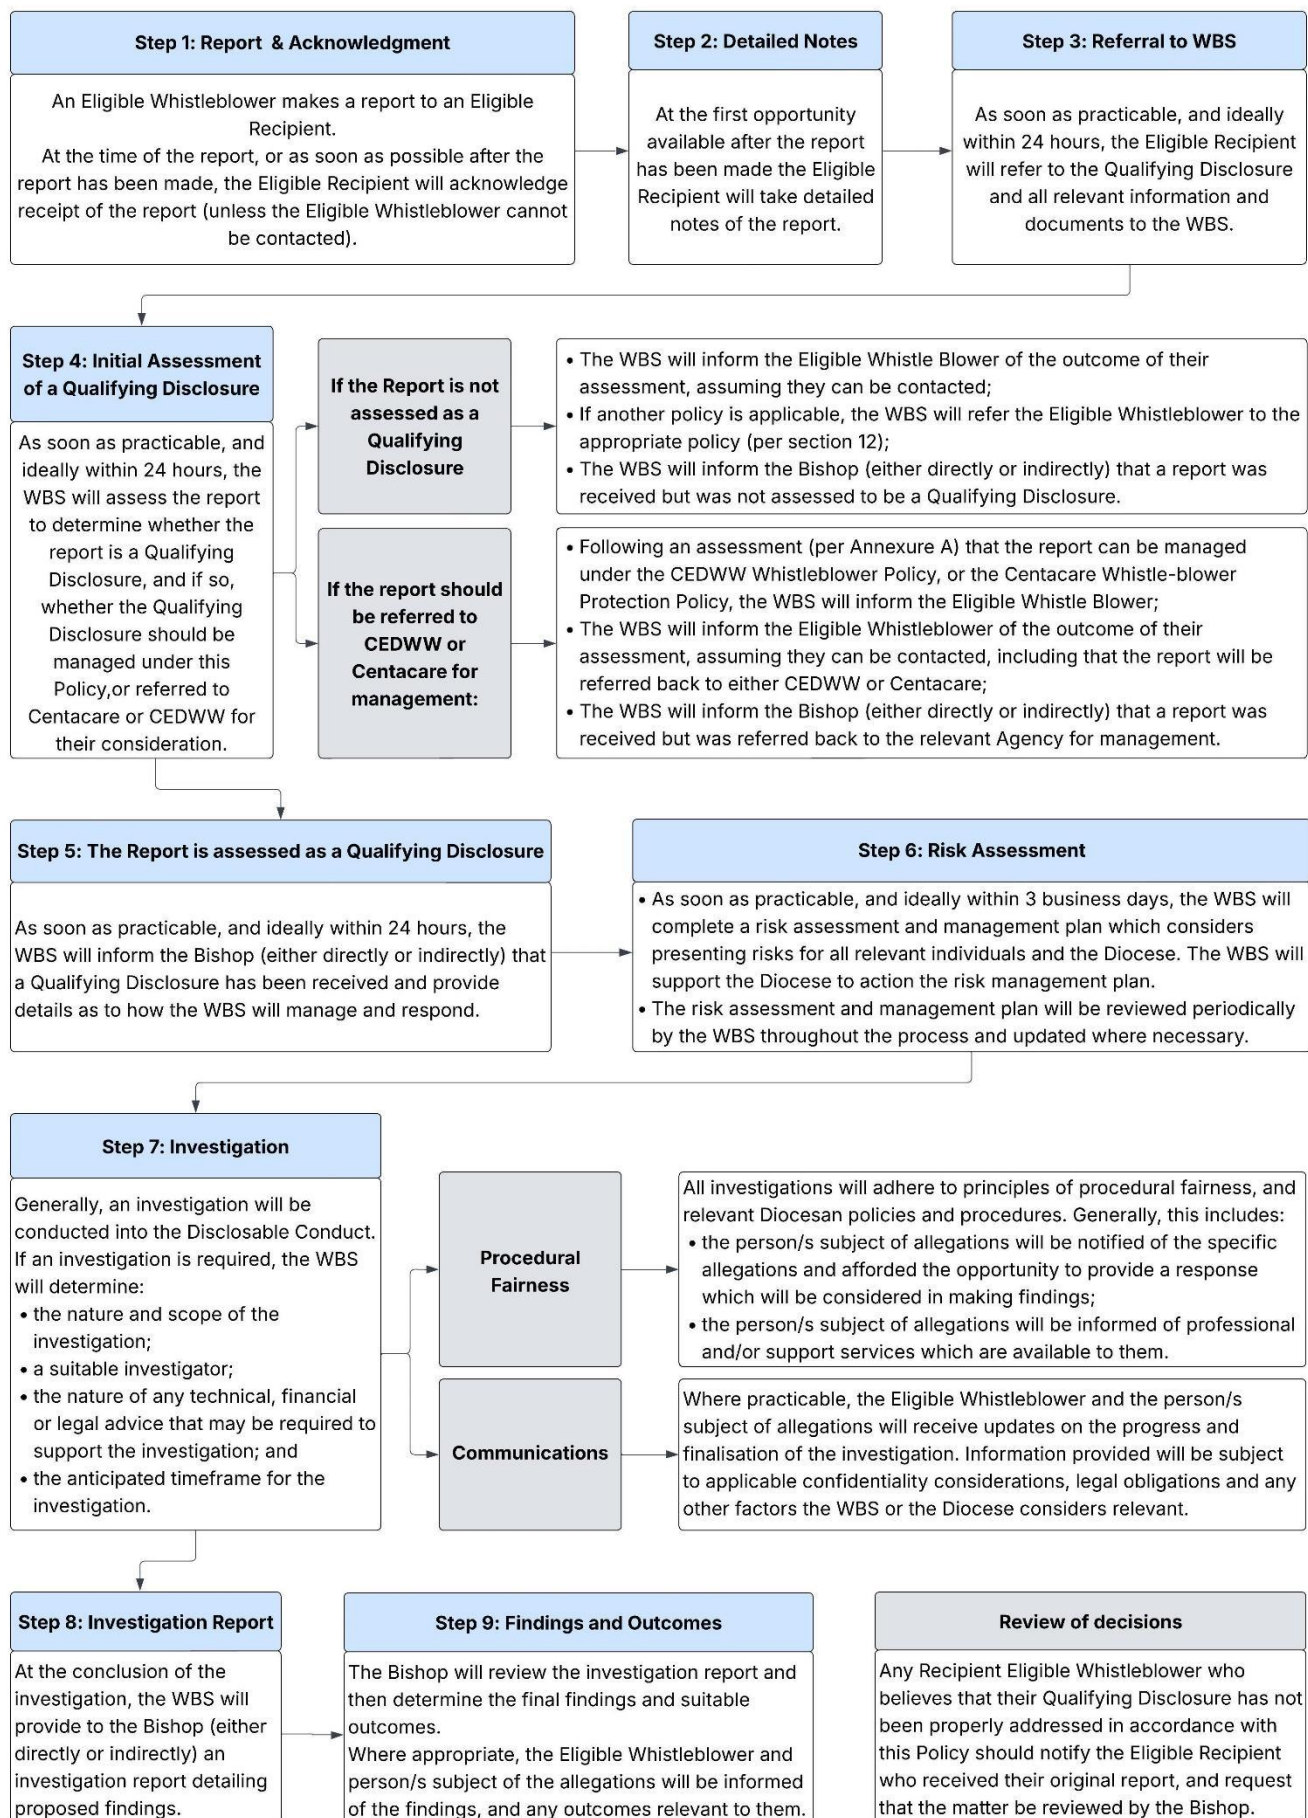 Step 1: Report & Acknowledgment
An Eligible Whistleblower makes a report to an Eligible
Recipient.
At the time of the report, or as soon as possible after the
report has been made, the Eligible Recipient will acknowledge
receipt of the report (unless the Eligible Whistleblower cannot
be contacted).
Step 2: Detailed Notes
At the first opportunity
available after the report
has been made the Eligible
Recipient will take detailed
notes of the report.
Step 3: Referral to WBS
As soon as practicable, and ideally
within 24 hours, the Eligible Recipient
will refer to the Qualifying Disclosure
and all relevant information and
documents to the WBS.
Step 4: Initial Assessment
of a Qualifying Disclosure
As soon as practicable, and
ideally within 24 hours, the
WBS will assess the report
to determine whether the
report is a Qualifying
Disclosure, and if so,
whether the Qualifying
Disclosure should be
managed under this
Policy,or referred to
Centacare or CEDWW for
their consideration.
If the Report is not
assessed as a
Qualifying
Disclosure
• The WBS will inform the Eligible Whistle Blower of the outcome of their
assessment, assuming they can be contacted;
• If another policy is applicable, the WBS will refer the Eligible Whistleblower to the
appropriate policy (per section 12);
• The WBS will inform the Bishop (either directly or indirectly) that a report was
received but was not assessed to be a Qualifying Disclosure.
If the report should
be referred to
CEDWW or
Centacare for
management:
• Following an assessment (per Annexure A) that the report can be managed
under the CEDWW Whistleblower Policy, or the Centacare Whistle-blower
Protection Policy, the WBS will inform the Eligible Whistle Blower;
• The WBS will inform the Eligible Whistleblower of the outcome of their
assessment, assuming they can be contacted, including that the report will be
referred back to either CEDWW or Centacare;
• The WBS will inform the Bishop (either directly or indirectly) that a report was
received but was referred back to the relevant Agency for management.
Step 5: The Report is assessed as a Qualifying Disclosure
As soon as practicable, and ideally within 24 hours, the
WBS will inform the Bishop (either directly or indirectly) that
a Qualifying Disclosure has been received and provide
details as to how the WBS will manage and respond.
Step 6: Risk Assessment
• As soon as practicable, and ideally within 3 business days, the WBS will
complete a risk assessment and management plan which considers
presenting risks for all relevant individuals and the Diocese. The WBS will
support the Diocese to action the risk management plan.
• The risk assessment and management plan will be reviewed periodically
by the WBS throughout the process and updated where necessary.
Step 7: Investigation
Generally, an investigation will be
conducted into the Disclosable Conduct.
If an investigation is required, the WBS
will determine:
• the nature and scope of the
investigation;
• a suitable investigator;
• the nature of any technical, financial
or legal advice that may be required to
support the investigation; and
• the anticipated timeframe for the
investigation.
Procedural
Fairness
All investigations will adhere to principles of procedural fairness, and
relevant Diocesan policies and procedures. Generally, this includes:
• the person/s subject of allegations will be notified of the specific
allegations and afforded the opportunity to provide a response
which will be considered in making findings;
• the person/s subject of allegations will be informed of professional
and/or support services which are available to them.
Communications
Where practicable, the Eligible Whistleblower and the person/s
subject of allegations will receive updates on the progress and
finalisation of the investigation. Information provided will be subject
to applicable confidentiality considerations, legal obligations and any
other factors the WBS or the Diocese considers relevant.
Step 8: Investigation Report
At the conclusion of the
investigation, the WBS will
provide to the Bishop (either
directly or indirectly) an
investigation report detailing
proposed findings.
Step 9: Findings and Outcomes
The Bishop will review the investigation report and
then determine the final findings and suitable
outcomes.
Where appropriate, the Eligible Whistleblower and
person/s subject of the allegations will be informed
of the findings, and any outcomes relevant to them.
Review of decisions
Any Recipient Eligible Whistleblower who
believes that their Qualifying Disclosure has not
been properly addressed in accordance with
this Policy should notify the Eligible Recipient
who received their original report, and request
that the matter be reviewed by the Bishop.